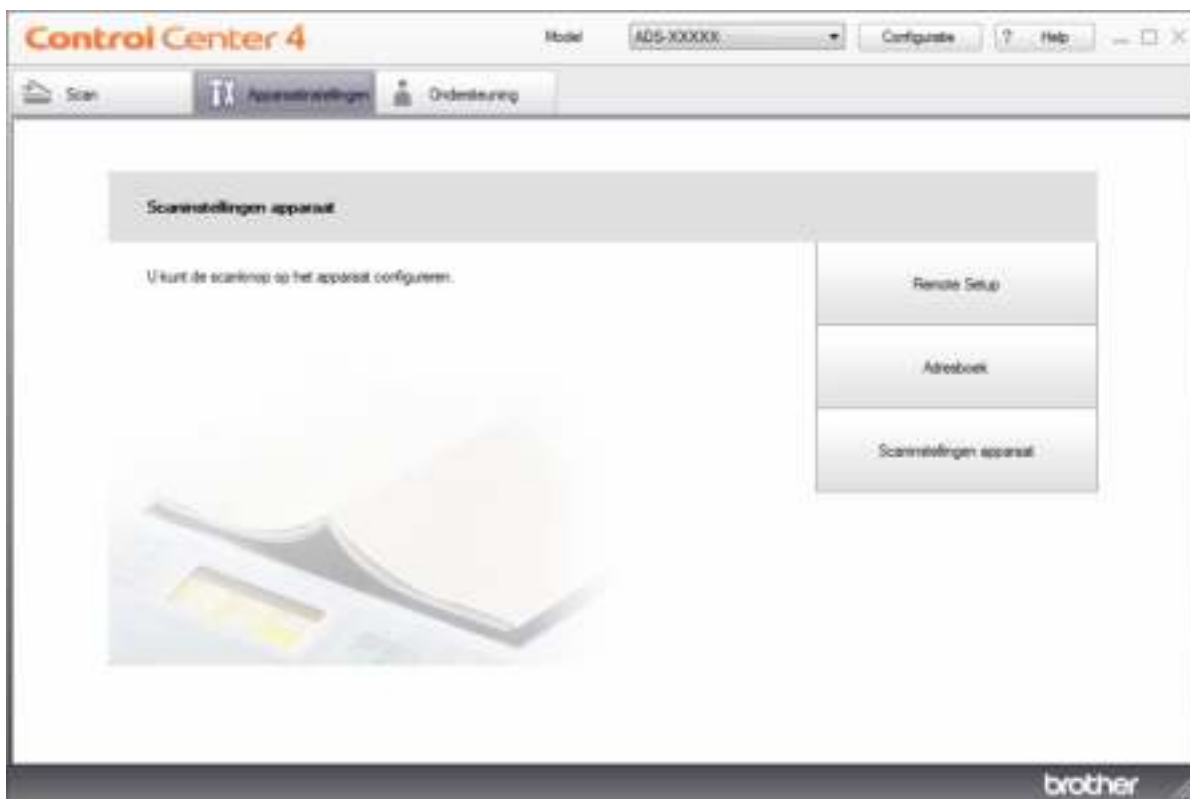 Control Center 4
Model
ADS-XXXXX
Configuratie
? Help
Scan
Apparaatinstellingen
Ondersteuning
Scaninstellingen apparaat
U kunt de scanknop op het apparaat configureren.
Remote Setup
Adresboek
Scaninstellingen apparaat
brother